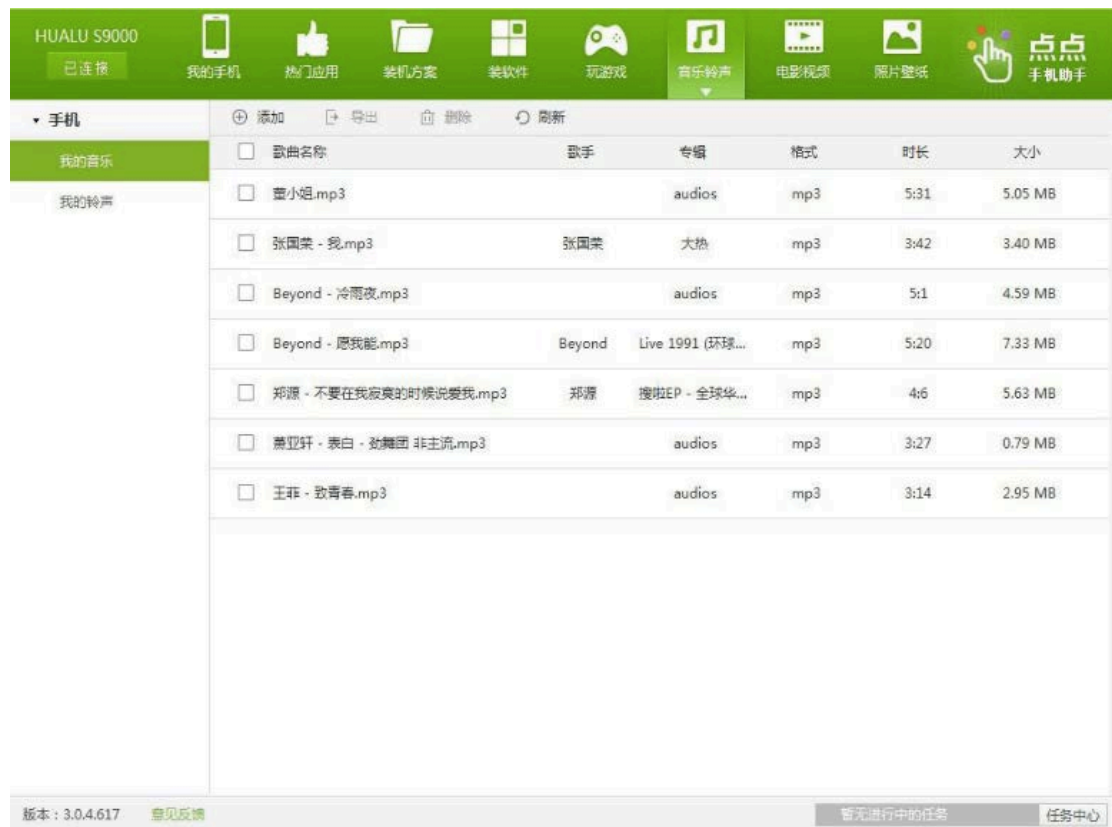 HUALU S9000
已连接
我的手机 热门应用 装机方案 装软件 玩游戏 音乐铃声 电影视频 照片壁纸
点点
手机助手
手机
我的音乐
我的铃声
添加 导出 删除 刷新
歌曲名称 歌手 专辑 格式 时长 大小
董小姐.mp3 audios mp3 5:31 5.05 MB
张国荣 - 我.mp3 张国荣 大热 mp3 3:42 3.40 MB
Beyond - 冷雨夜.mp3 audios mp3 5:1 4.59 MB
Beyond - 愿我能.mp3 Beyond Live 1991 (环球... mp3 5:20 7.33 MB
郑源 - 不要在我寂寞的时候说爱我.mp3 郑源 搜啦EP - 全球华... mp3 4:6 5.63 MB
萧亚轩 - 表白 - 劲舞团 非主流.mp3 audios mp3 3:27 0.79 MB
王菲 - 致青春.mp3 audios mp3 3:14 2.95 MB
版本：3.0.4.617 意见反馈 暂无进行中的任务 任务中心